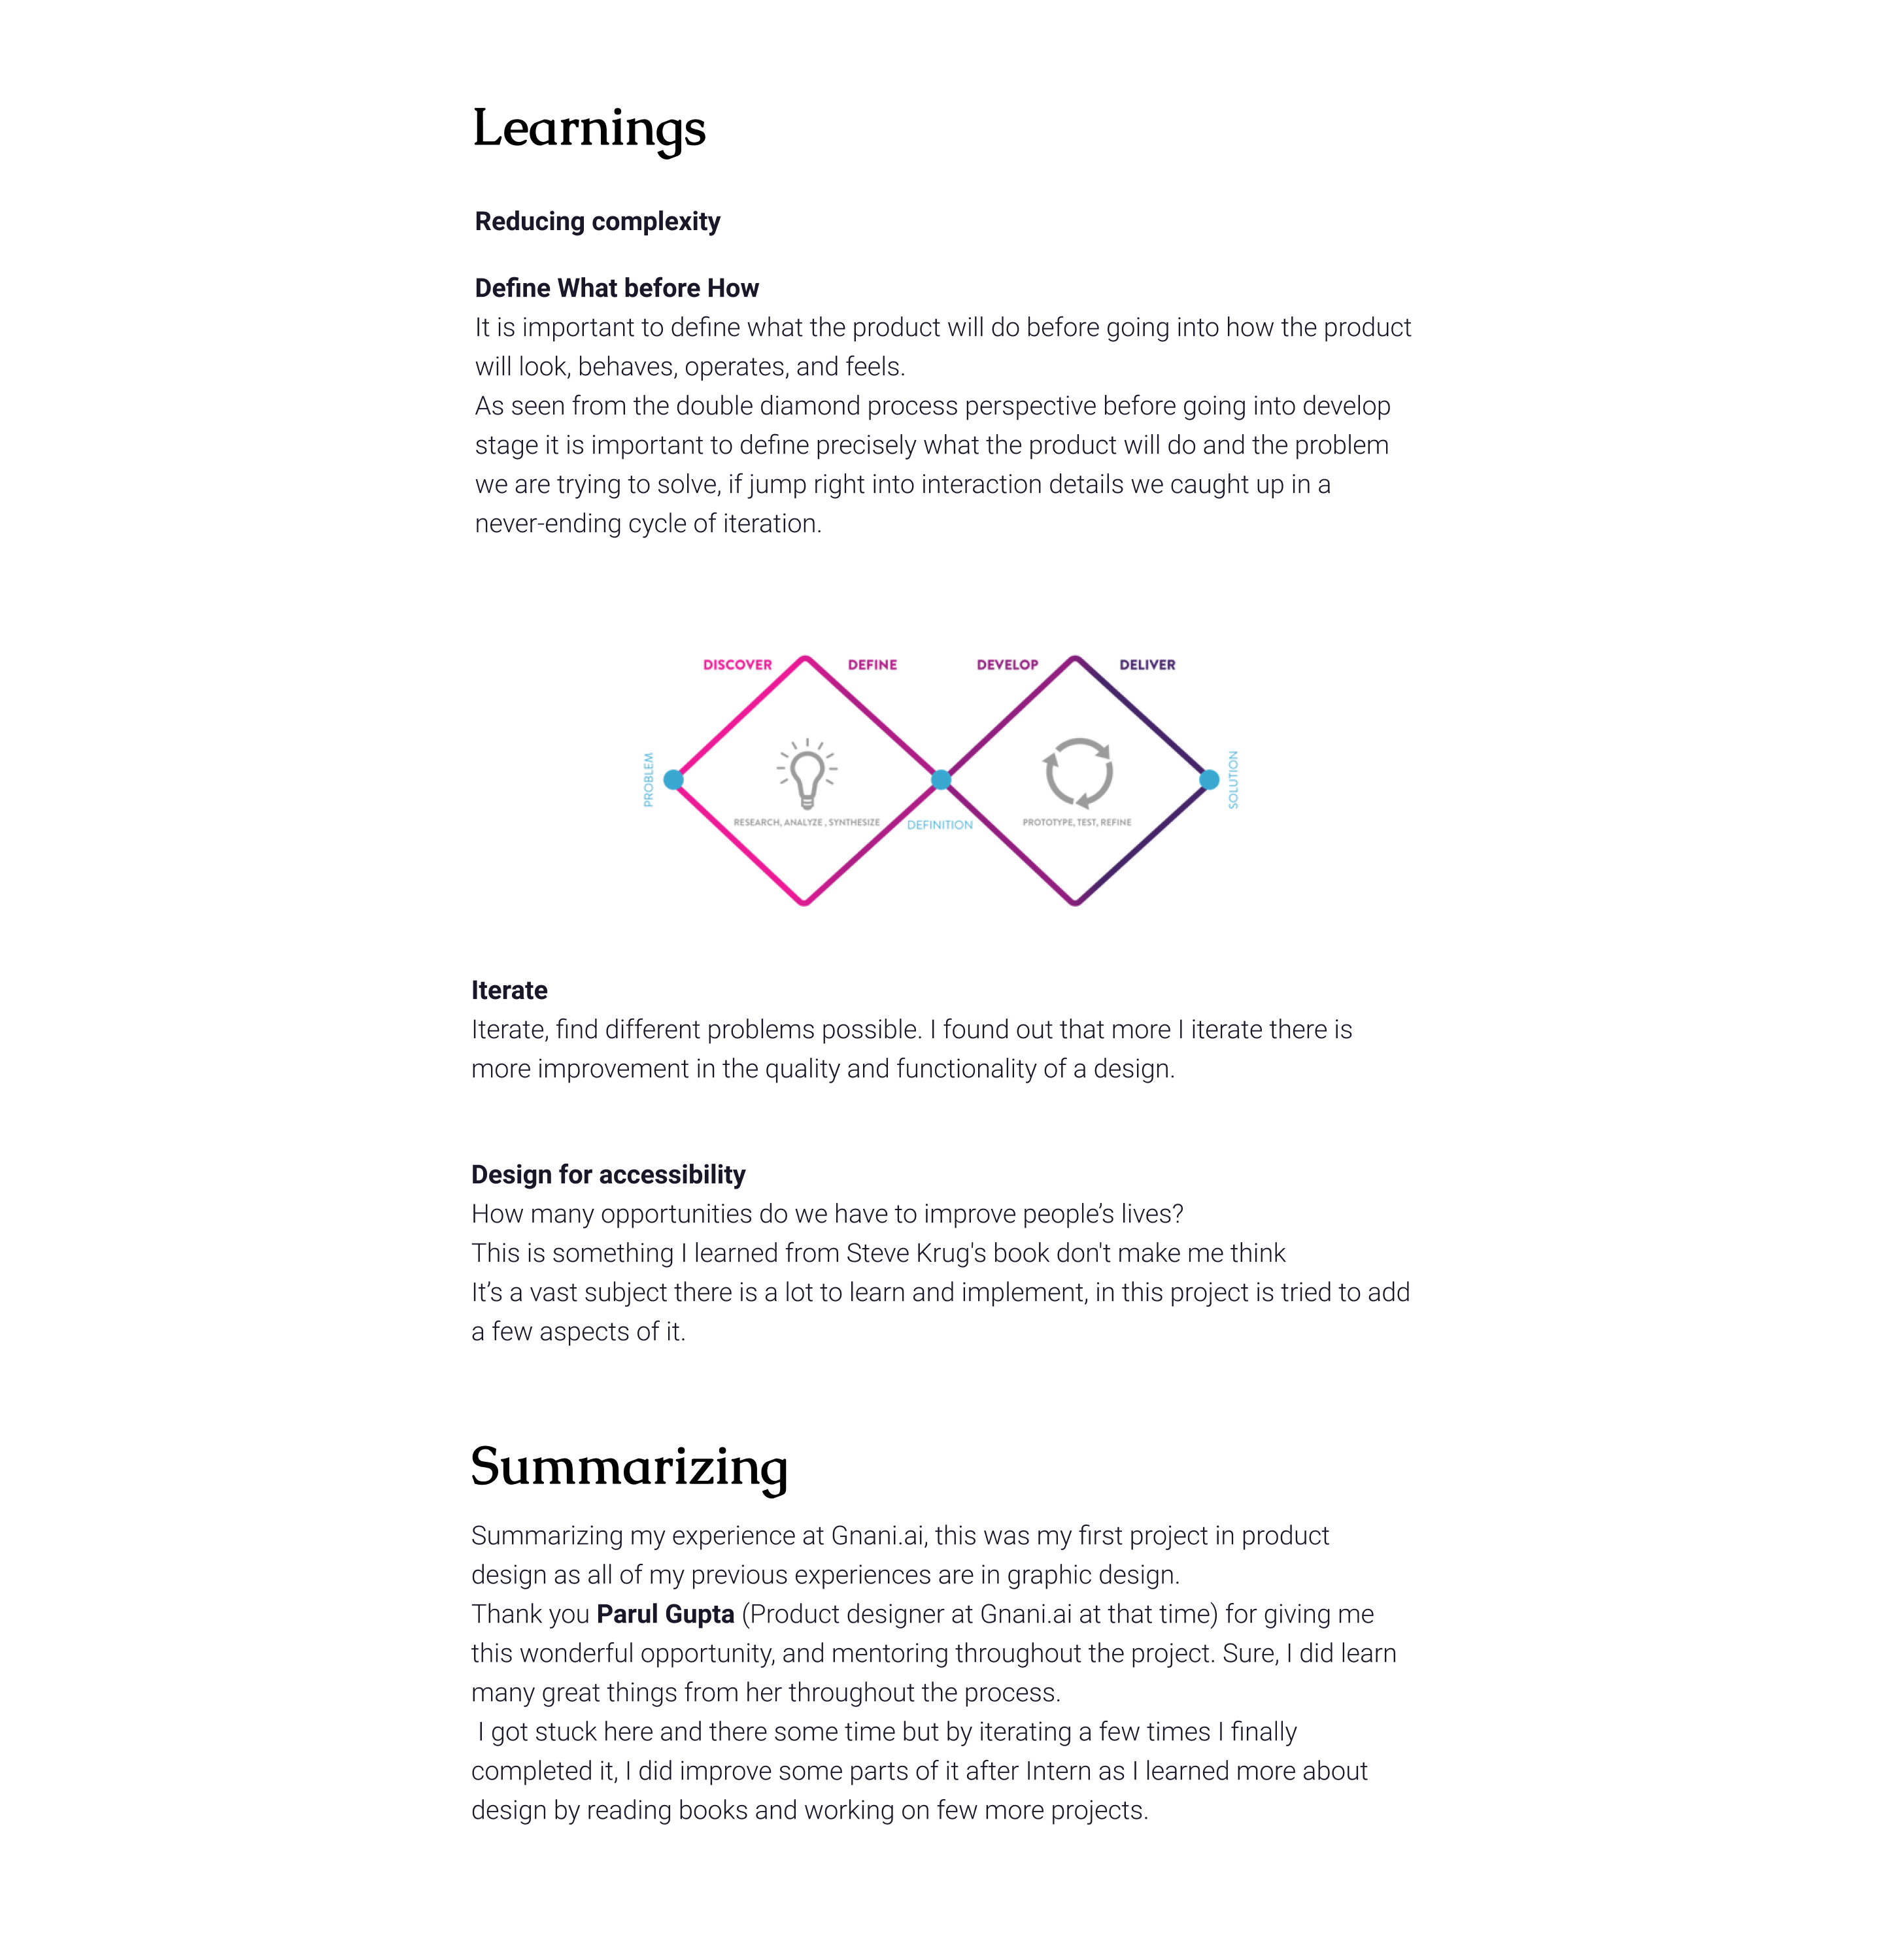 Learnings
Reducing complexity
Define What before How
It is important to define what the product will do before going into how the product
will look, behaves, operates, and feels.
As seen from the double diamond process perspective before going into develop
stage it is important to define precisely what the product will do and the problem
we are trying to solve, if jump right into interaction details we caught up in a
never-ending cycle of iteration.
DISCOVER DEFINE DEVELOP DELIVER
PROBLEM
SOLUTION
RESEARCH, ANALYZE , SYNTHESIZE
DEFINITION
PROTOTYPE, TEST, REFINE
Iterate
Iterate, find different problems possible. I found out that more I iterate there is
more improvement in the quality and functionality of a design.
Design for accessibility
How many opportunities do we have to improve people’s lives?
This is something I learned from Steve Krug's book don't make me think
It’s a vast subject there is a lot to learn and implement, in this project is tried to add
a few aspects of it.
Summarizing
Summarizing my experience at Gnani.ai, this was my first project in product
design as all of my previous experiences are in graphic design.
Thank you Parul Gupta (Product designer at Gnani.ai at that time) for giving me
this wonderful opportunity, and mentoring throughout the project. Sure, I did learn
many great things from her throughout the process.
I got stuck here and there some time but by iterating a few times I finally
completed it, I did improve some parts of it after Intern as I learned more about
design by reading books and working on few more projects.